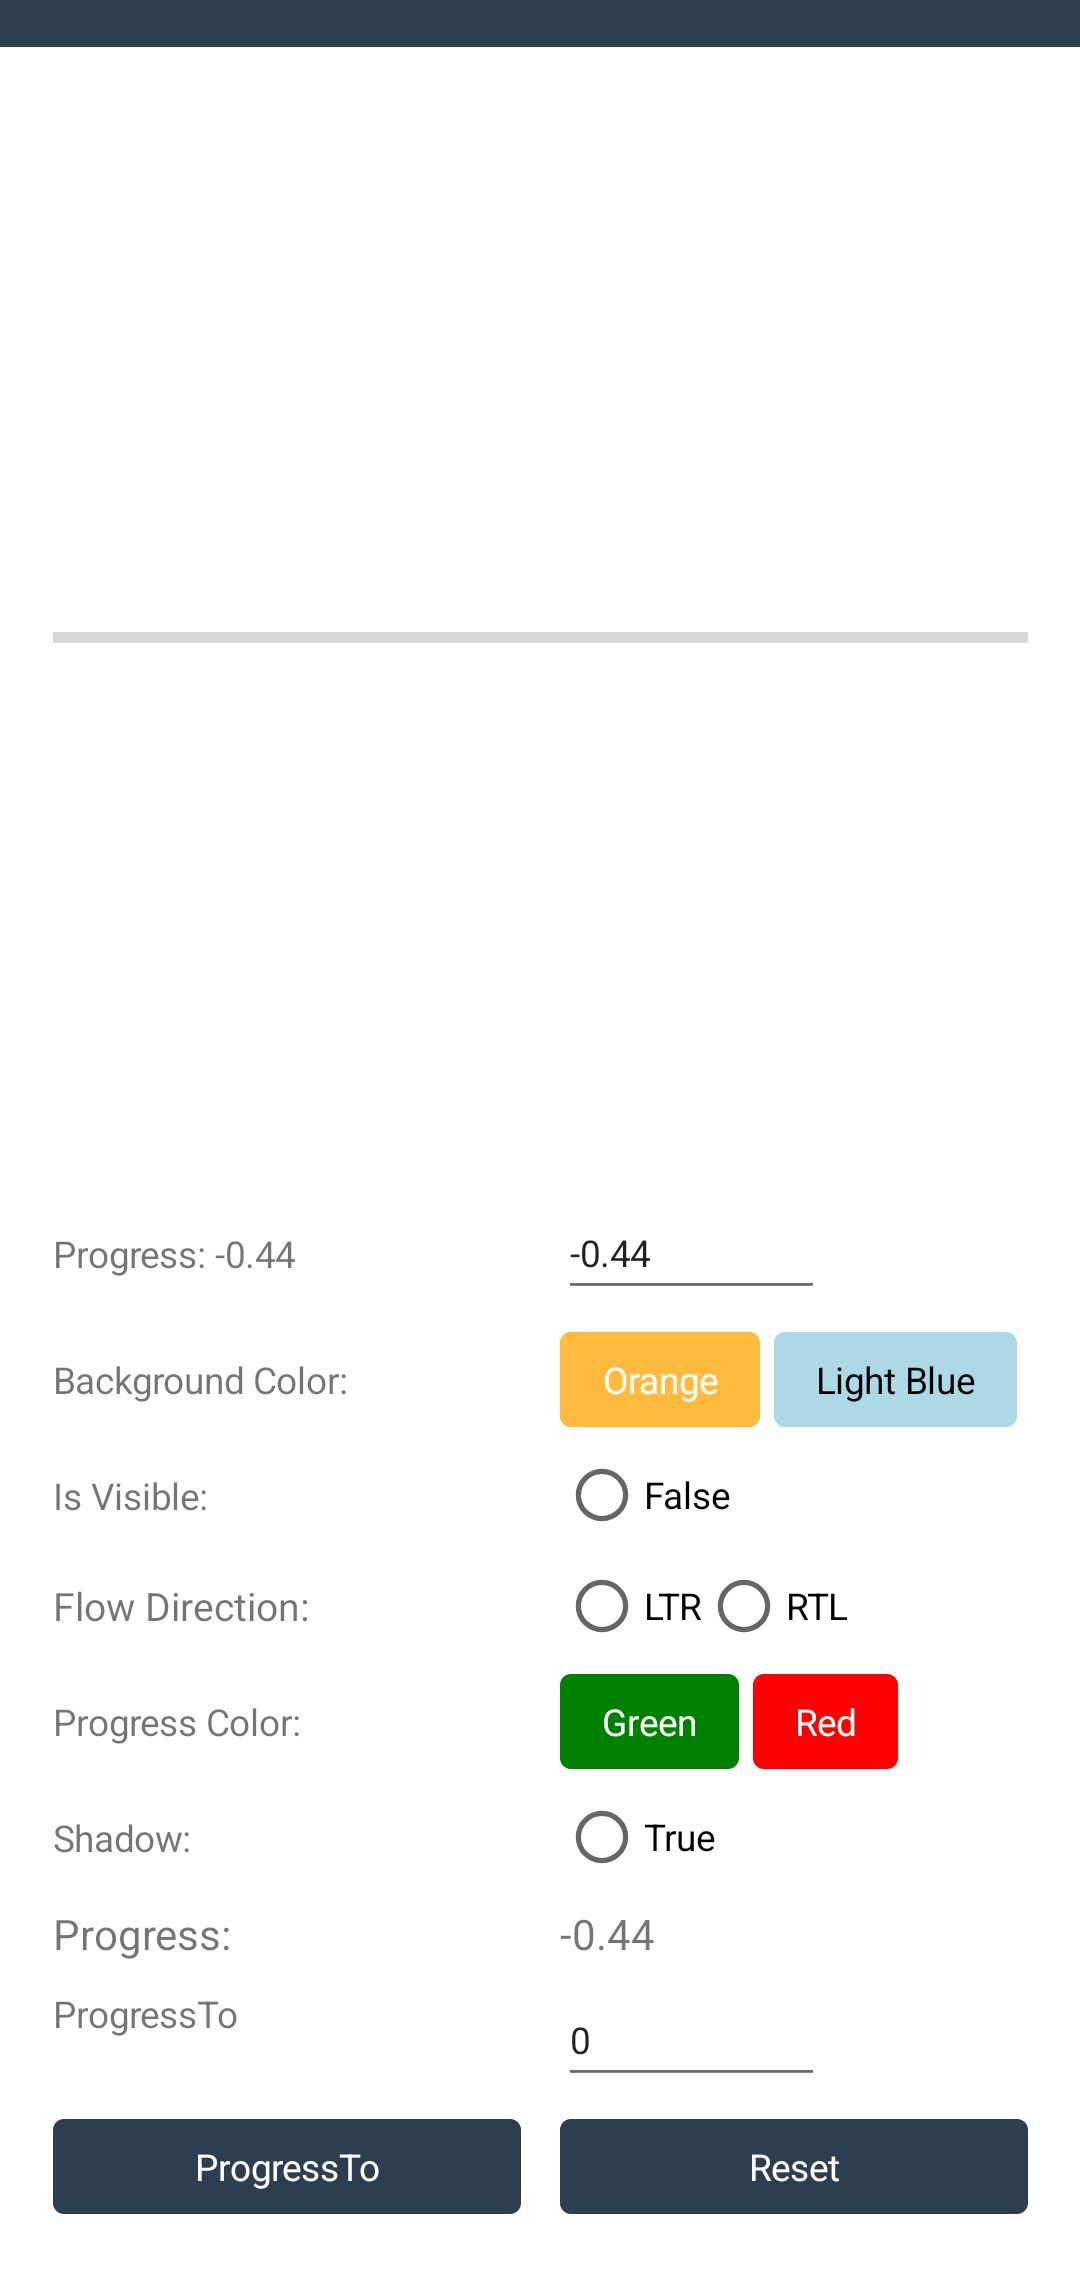 Progress: -0.44 -0.44
Background Color: Orange Light Blue
Is Visible: False
Flow Direction: LTR RTL
Progress Color: Green Red
Shadow: True
Progress: -0.44
ProgressTo
0
ProgressTo Reset